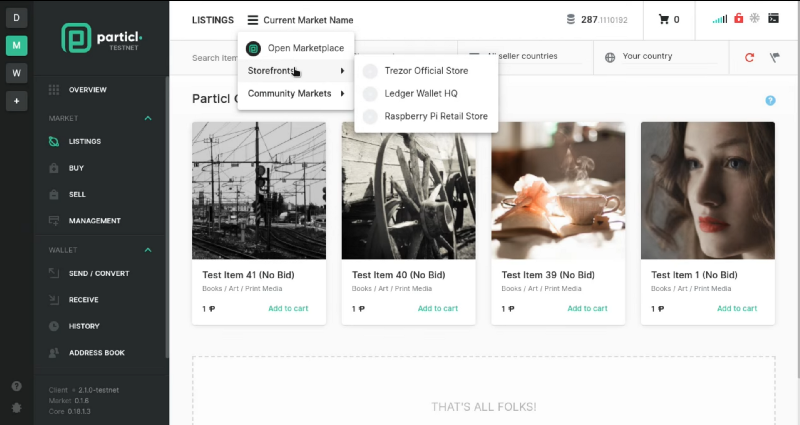 D
M
W
+
particl.
TESTNET
OVERVIEW
MARKET
LISTINGS
BUY
SELL
MANAGEMENT
WALLET
SEND / CONVERT
RECEIVE
HISTORY
ADDRESS BOOK
Client 2.1.0-testnet
Market 0.1.6
Core 0.18.1.3
LISTINGS
Current Market Name
287.1110192
0
Open Marketplace
Storefronts
Community Markets
Trezor Official Store
Ledger Wallet HQ
Raspberry Pi Retail Store
Search
seller countries
Your country
Particl
?
Test Item 41 (No Bid)
Books / Art / Print Media
1 ₱
Add to cart
Test Item 40 (No Bid)
Books / Art / Print Media
1 ₱
Add to cart
Test Item 39 (No Bid)
Books / Art / Print Media
1 ₱
Add to cart
Test Item 1 (No Bid)
Books / Art / Print Media
1 ₱
Add to cart
THAT'S ALL FOLKS!